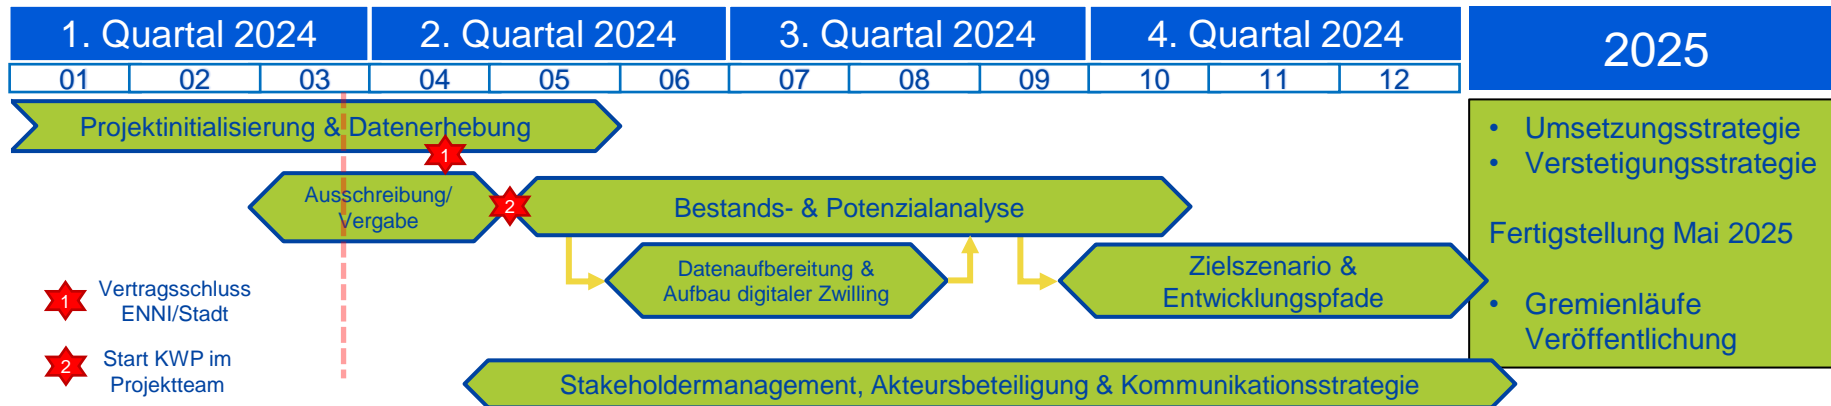 1. Quartal 2024
2. Quartal 2024
3. Quartal 2024
4. Quartal 2024
2025
01
02
03
04
05
06
07
08
09
10
11
12
Projektinitialisierung & Datenerhebung
1
Ausschreibung/
Vergabe
2
Bestands- & Potenzialanalyse
Datenaufbereitung &
Aufbau digitaler Zwilling
Zielszenario &
Entwicklungspfade
• Umsetzungsstrategie
• Verstetigungsstrategie
Fertigstellung Mai 2025
• Gremienläufe
Veröffentlichung
1
Vertragsschluss
ENNI/Stadt
2
Start KWP im
Projektteam
Stakeholdermanagement, Akteursbeteiligung & Kommunikationsstrategie